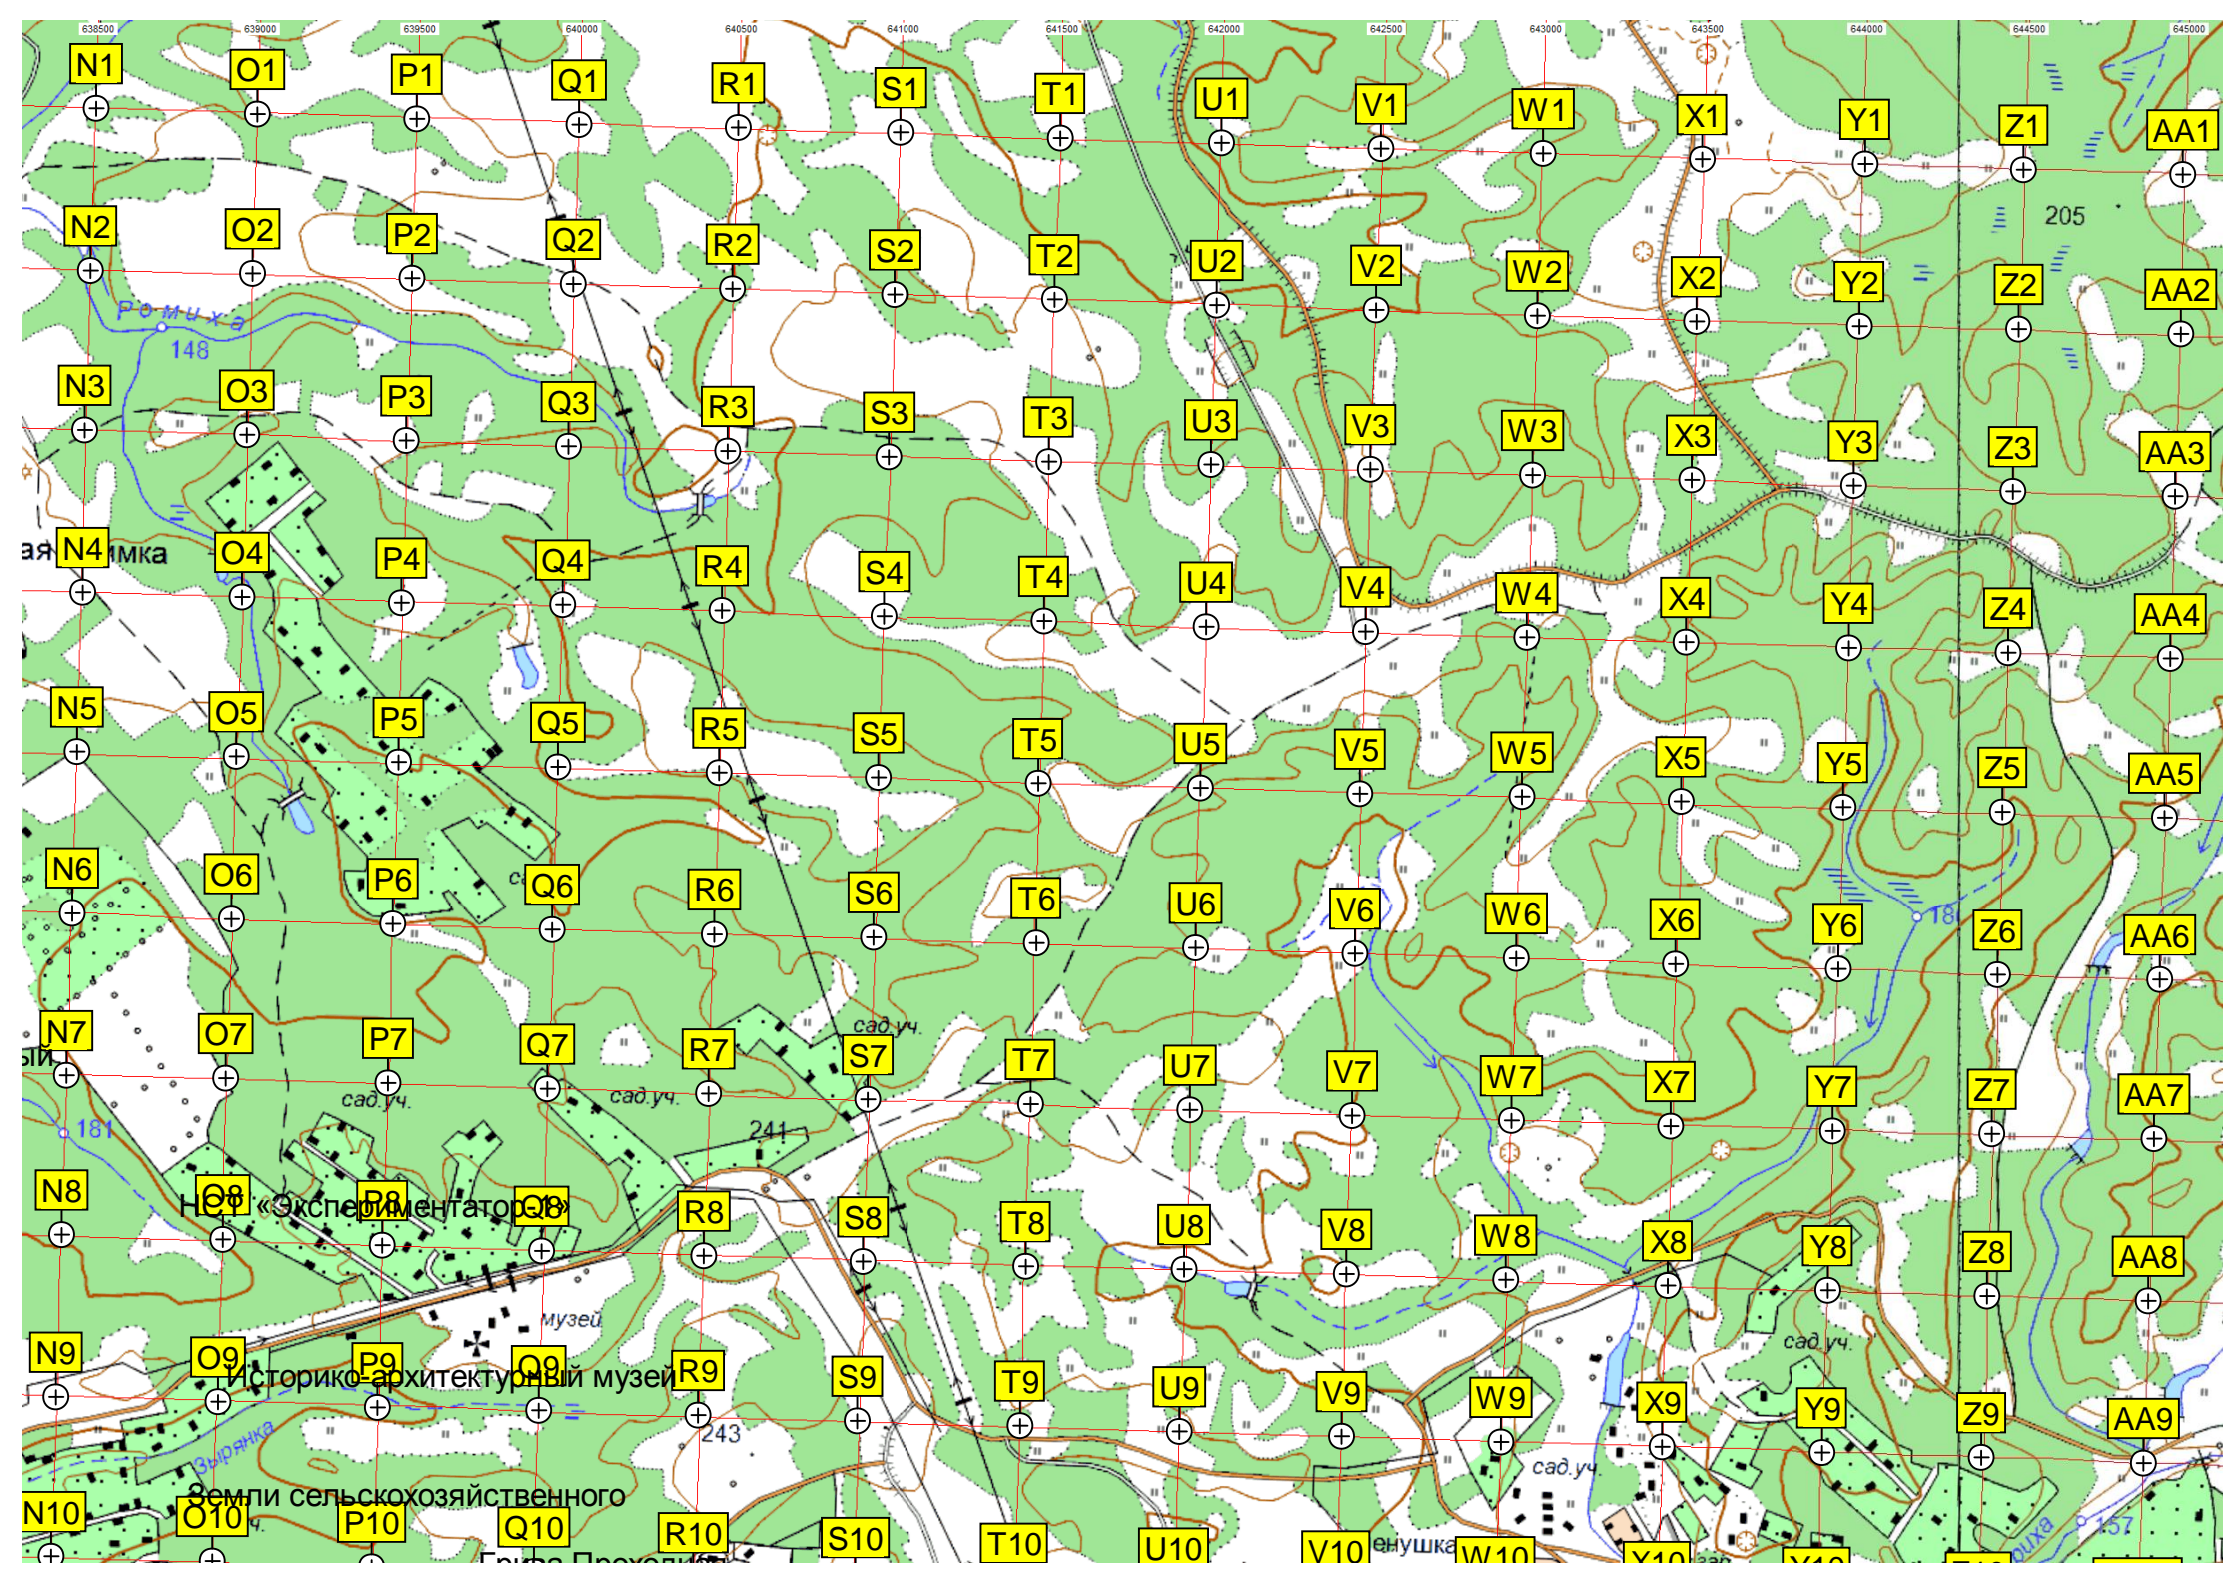 638500 639000 639500 640000 640500 641000 641500 642000 642500 643000 643500 644000 644500 645000
N1 O1 P1 Q1 R1 S1 T1 U1 V1 W1 X1 Y1 Z1 AA1
205
N2 O2 P2 Q2 R2 S2 T2 U2 V2 W2 X2 Y2 Z2 AA2
Ромиха
148
N3 O3 P3 Q3 R3 S3 T3 U3 V3 W3 X3 Y3 Z3 AA3
N4 O4 P4 Q4 R4 S4 T4 U4 V4 W4 X4 Y4 Z4 AA4
N5 O5 P5 Q5 R5 S5 T5 U5 V5 W5 X5 Y5 Z5 AA5
N6 O6 P6 Q6 R6 S6 T6 U6 V6 W6 X6 Y6 Z6 AA6
сад.уч.
N7 O7 P7 Q7 R7 S7 T7 U7 V7 W7 X7 Y7 Z7 AA7
ый
сад.уч. сад.уч.
181 241
N8 O8 P8 Q8 R8 S8 T8 U8 V8 W8 X8 Y8 Z8 AA8
НСТ «Экспериментатор-1»
музей
сад.уч.
N9 O9 P9 Q9 R9 S9 T9 U9 V9 W9 X9 Y9 Z9 AA9
Историко-архитектурный музей
243
Зырянка
сад.уч.
Земли сельскохозяйственного
N10 O10 P10 Q10 R10 S10 T10 U10 V10 W10 X10 Y10
енушка
157